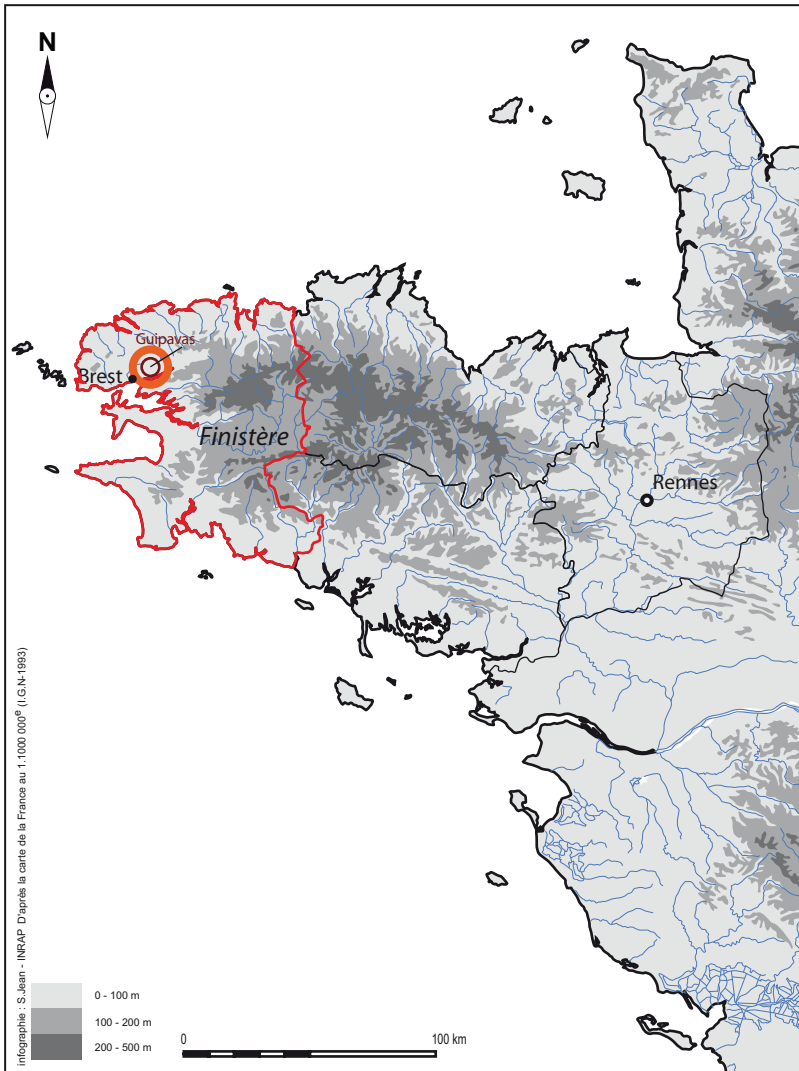 N
Guipavas
Brest
Finistère
Rennes
infographie : S.Jean - INRAP D'après la carte de la France au 1.1000 000e (I.G.N-1993)
0 - 100 m
100 - 200 m
200 - 500 m
0 100 km